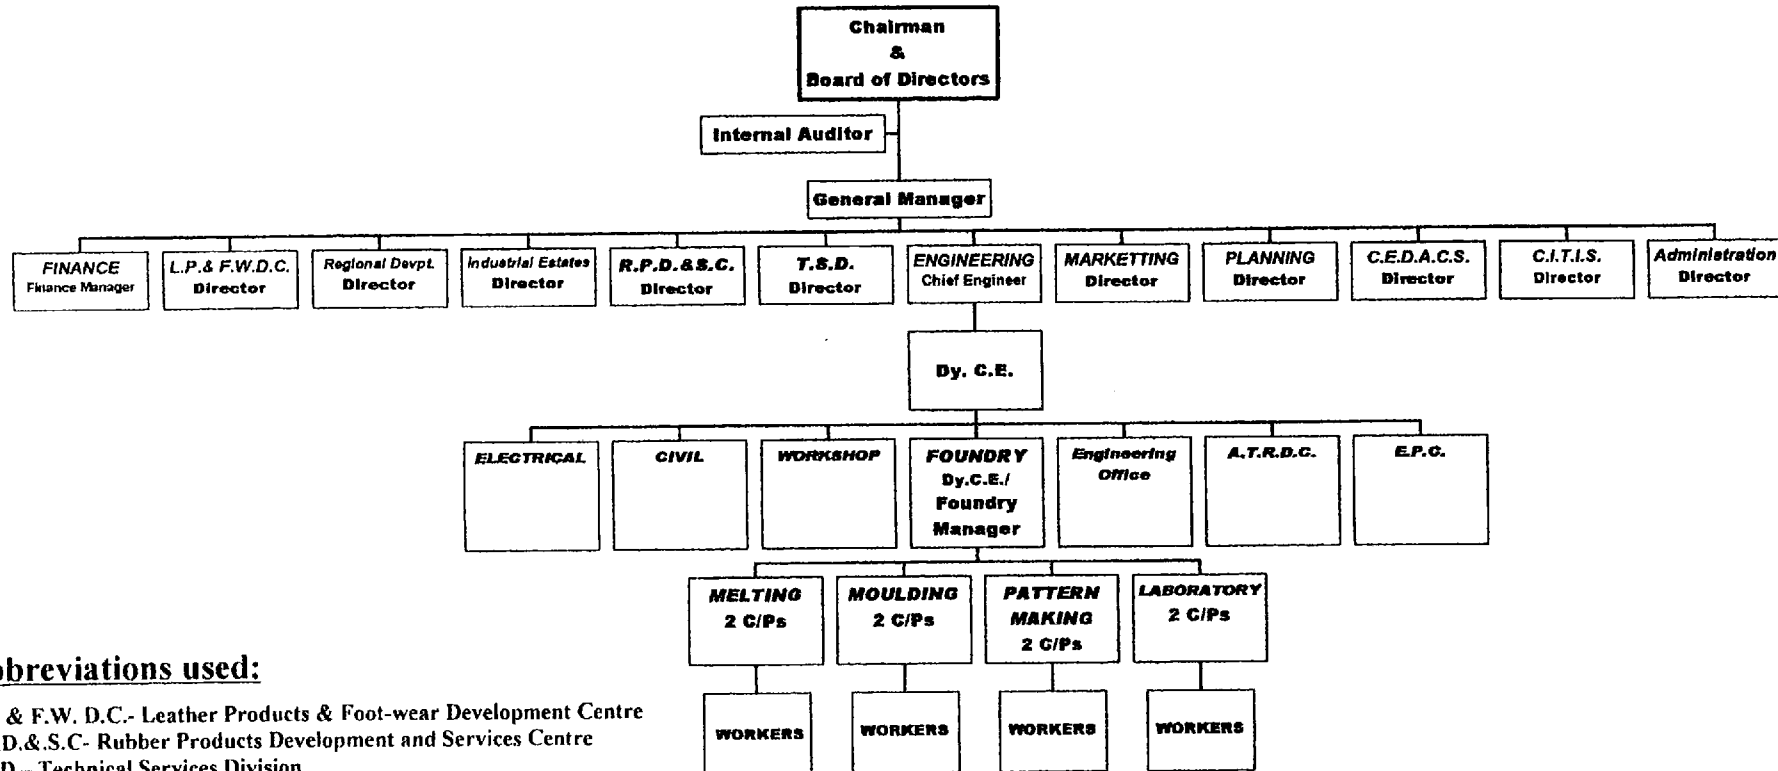 Chairman
&
Board of Directors
Internal Auditor
General Manager
FINANCE
Finance Manager
L.P.& F.W.D.C.
Director
Regional Devpt.
Director
Industrial Estates
Director
R.P.D.&S.C.
Director
T.S.D.
Director
ENGINEERING
Chief Engineer
MARKETTING
Director
PLANNING
Director
C.E.D.A.C.S.
Director
C.I.T.I.S.
Director
Administration
Director
Dy. C.E.
ELECTRICAL
CIVIL
WORKSHOP
FOUNDRY
Dy.C.E./
Foundry
Manager
Engineering
Office
A.T.R.D.C.
E.P.C.
MELTING
2 C/Ps
MOULDING
2 C/Ps
PATTERN
MAKING
2 C/Ps
LABORATORY
2 C/Ps
WORKERS
WORKERS
WORKERS
WORKERS
bbreviations used:
& F.W. D.C.- Leather Products & Foot-wear Development Centre
D.&.S.C- Rubber Products Development and Services Centre
D.- Technical Services Division